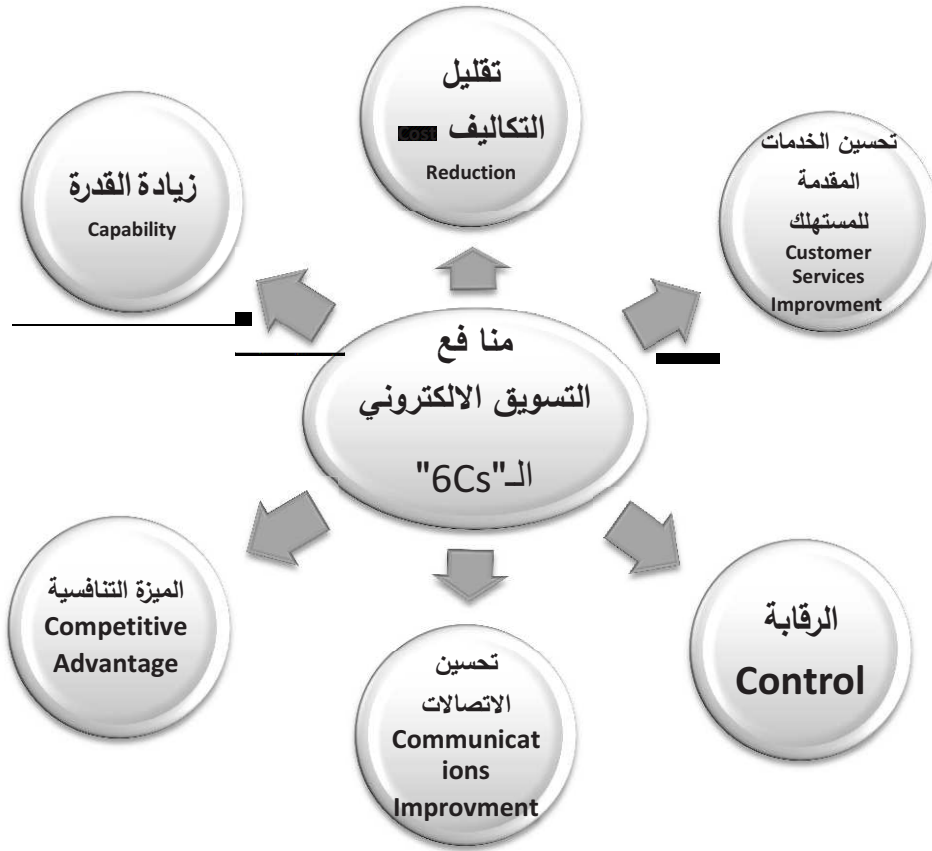 تقليل
التكاليف Cost
Reduction
تحسين الخدمات
المقدمة
للمستهلك
Customer
Services
Improvment
زيادة القدرة
Capability
منا فع
التسويق الالكتروني
الـ"6Cs"
الميزة التنافسية
Competitive
Advantage
تحسين
الاتصالات
Communicat
ions
Improvment
الرقابة
Control